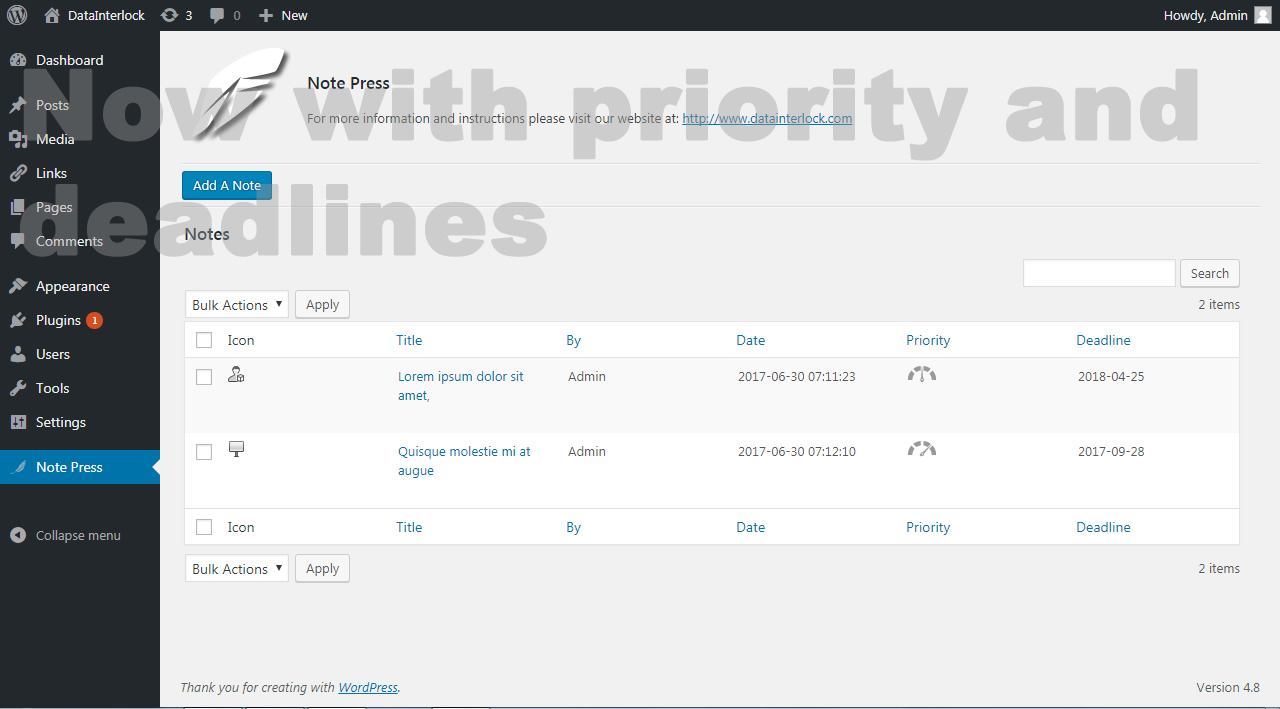 DataInterlock 3 0 New Howdy, Admin
Now with priority and
deadlines
Dashboard
Posts
Media
Links
Pages
Comments
Appearance
Plugins 1
Users
Tools
Settings
Note Press
Collapse menu
Note Press
For more information and instructions please visit our website at: http://www.datainterlock.com
Add A Note
Notes
Search
Bulk Actions Apply 2 items
Icon Title By Date Priority Deadline
Lorem ipsum dolor sit Admin 2017-06-30 07:11:23 2018-04-25
amet,
Quisque molestie mi at Admin 2017-06-30 07:12:10 2017-09-28
augue
Icon Title By Date Priority Deadline
Bulk Actions Apply 2 items
Thank you for creating with WordPress. Version 4.8